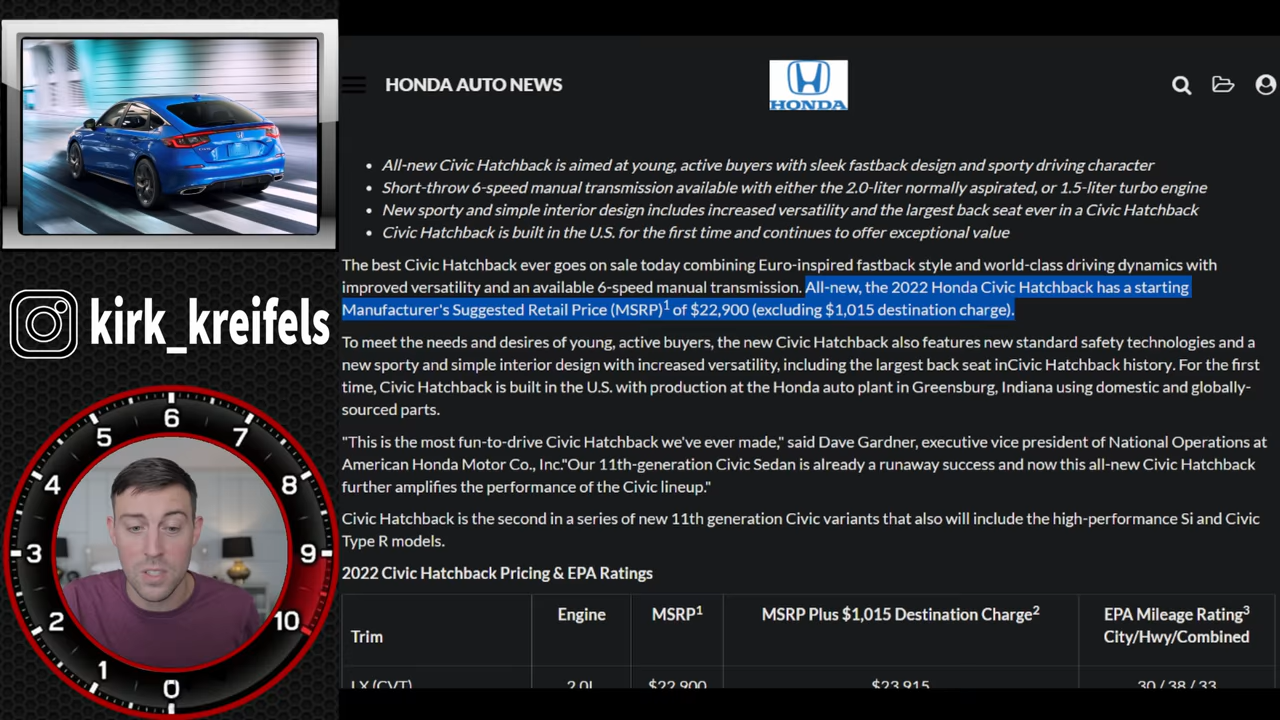 HONDA AUTO NEWS
HONDA
All-new Civic Hatchback is aimed at young, active buyers with sleek fastback design and sporty driving character
Short-throw 6-speed manual transmission available with either the 2.0-liter normally aspirated, or 1.5-liter turbo engine
New sporty and simple interior design includes increased versatility and the largest back seat ever in a Civic Hatchback
Civic Hatchback is built in the U.S. for the first time and continues to offer exceptional value
The best Civic Hatchback ever goes on sale today combining Euro-inspired fastback style and world-class driving dynamics with
improved versatility and an available 6-speed manual transmission. All-new, the 2022 Honda Civic Hatchback has a starting
Manufacturer's Suggested Retail Price (MSRP)1 of $22,900 (excluding $1,015 destination charge).
To meet the needs and desires of young, active buyers, the new Civic Hatchback also features new standard safety technologies and a
new sporty and simple interior design with increased versatility, including the largest back seat inCivic Hatchback history. For the first
time, Civic Hatchback is built in the U.S. with production at the Honda auto plant in Greensburg, Indiana using domestic and globally-
sourced parts.
"This is the most fun-to-drive Civic Hatchback we've ever made," said Dave Gardner, executive vice president of National Operations at
American Honda Motor Co., Inc."Our 11th-generation Civic Sedan is already a runaway success and now this all-new Civic Hatchback
further amplifies the performance of the Civic lineup."
Civic Hatchback is the second in a series of new 11th generation Civic variants that also will include the high-performance Si and Civic
Type R models.
2022 Civic Hatchback Pricing & EPA Ratings
Trim
Engine
MSRP1
MSRP Plus $1,015 Destination Charge2
EPA Mileage Rating3
City/Hwy/Combined
LX (CVT)
2.0L
$22,900
$23,915
30 / 38 / 33
kirk_kreifels
0
1
2
3
4
5
6
7
8
9
10